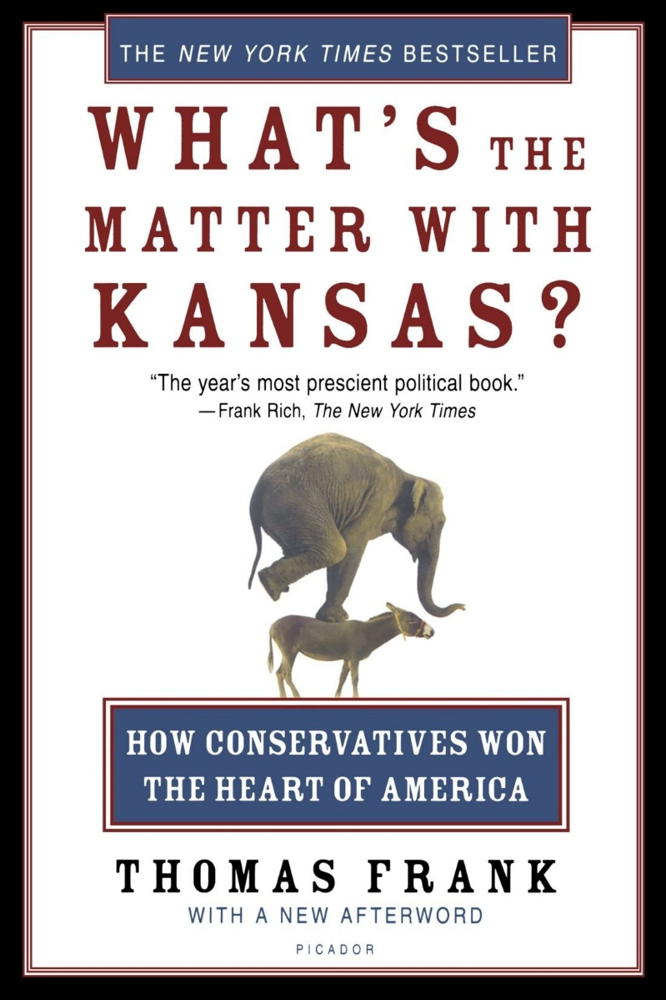 THE NEW YORK TIMES BESTSELLER
WHAT'S THE
MATTER WITH
KANSAS?
“The year's most prescient political book.”
—Frank Rich, The New York Times
HOW CONSERVATIVES WON
THE HEART OF AMERICA
THOMAS FRANK
WITH A NEW AFTERWORD
PICADOR